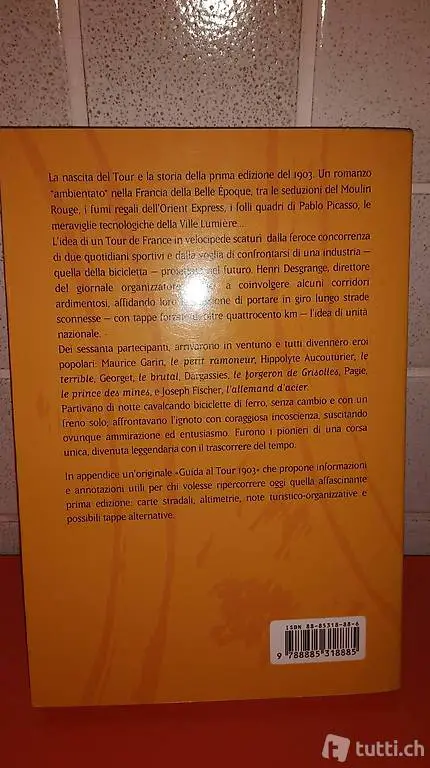 La nascita del Tour e la storia della prima edizione del 1903. Un romanzo
"ambientato" nella Francia della Belle Époque, tra le seduzioni del Moulin
Rouge, i fumi regali dell'Orient Express, i folli quadri di Pablo Picasso, le
meraviglie tecnologiche della Ville Lumière...
L'idea di un Tour de France in velocipede scaturì dalla feroce concorrenza
di due quotidiani sportivi e dalla voglia di confrontarsi di una industria —
quella della bicicletta — nel futuro. Henri Desgrange, direttore
del giornale a coinvolgere alcuni corridori
ardimentosi, affidando loro di portare in giro lungo strade
sconnesse — con tappe oltre quattrocento km — l'idea di unità
nazionale.
Dei sessanta partecipanti, arrivarono in ventuno e tutti divennero eroi
popolari: Maurice Garin, le petit ramoneur, Hippolyte Aucouturier, le
terrible, Georget, le brutal, Dargassies, le forgeron de Grisolles, Pagie,
le prince des mines, e Joseph Fischer, l'allemand d'acier.
Partivano di notte cavalcando biciclette di ferro, senza cambio e con un
freno solo; affrontavano l'ignoto con coraggiosa incoscienza, suscitando
ovunque ammirazione ed entusiasmo. Furono i pionieri di una corsa
unica, divenuta leggendaria con il trascorrere del tempo.
In appendice un'originale «Guida al Tour 1903» che propone informazioni
e annotazioni utili per chi volesse ripercorrere oggi quella affascinante
prima edizione: carte stradali, altimetrie, note turistico-organizzative e
possibili tappe alternative.
ISBN 88-85318-88-6
9 788885 318885
tutti.ch